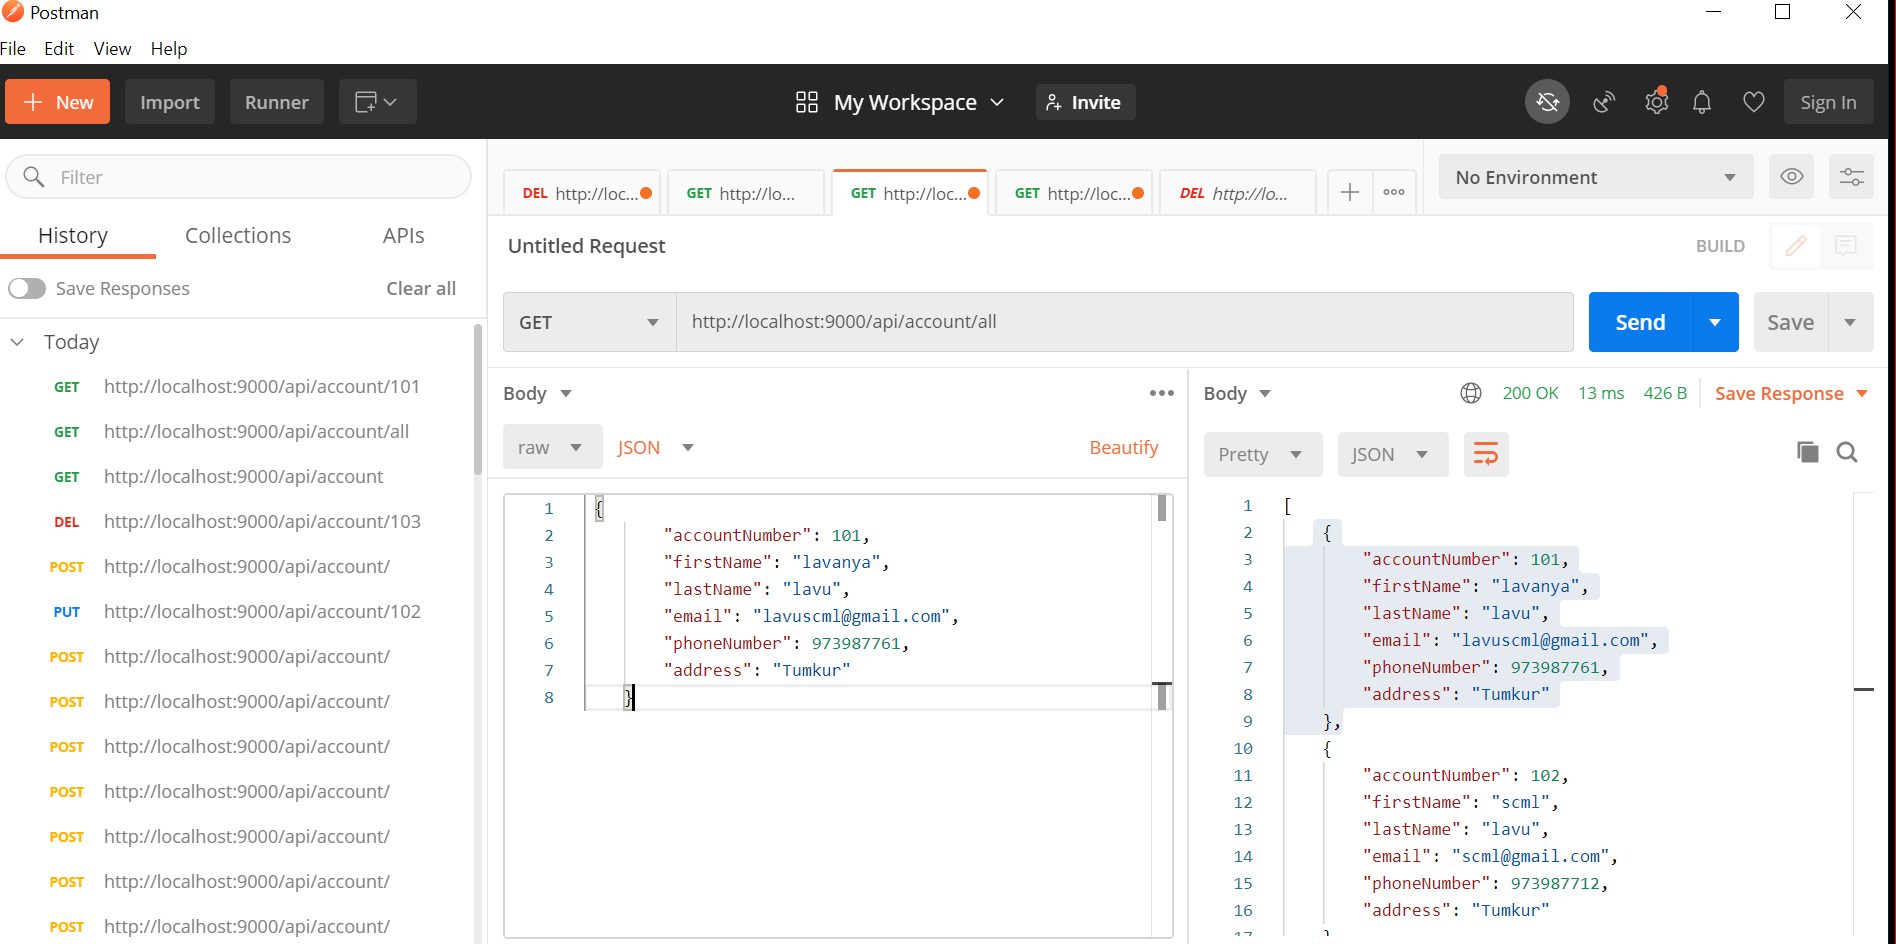 Postman
File Edit View Help
New Import Runner My Workspace Invite Sign In
Filter
History Collections APIs
Save Responses Clear all
Today
GET http://localhost:9000/api/account/101
GET http://localhost:9000/api/account/all
GET http://localhost:9000/api/account
DEL http://localhost:9000/api/account/103
POST http://localhost:9000/api/account/
PUT http://localhost:9000/api/account/102
POST http://localhost:9000/api/account/
POST http://localhost:9000/api/account/
POST http://localhost:9000/api/account/
POST http://localhost:9000/api/account/
POST http://localhost:9000/api/account/
POST http://localhost:9000/api/account/
POST http://localhost:9000/api/account/
DEL http://loc... GET http://lo... GET http://loc... GET http://loc... DEL http://lo...
No Environment
Untitled Request BUILD
GET http://localhost:9000/api/account/all Send Save
Body
raw JSON Beautify
1 {
2 "accountNumber": 101,
3 "firstName": "lavanya",
4 "lastName": "lavu",
5 "email": "lavuscml@gmail.com",
6 "phoneNumber": 973987761,
7 "address": "Tumkur"
8 }
Body 200 OK 13 ms 426 B Save Response
Pretty JSON
1 [
2 {
3 "accountNumber": 101,
4 "firstName": "lavanya",
5 "lastName": "lavu",
6 "email": "lavuscml@gmail.com",
7 "phoneNumber": 973987761,
8 "address": "Tumkur"
9 },
10 {
11 "accountNumber": 102,
12 "firstName": "scml",
13 "lastName": "lavu",
14 "email": "scml@gmail.com",
15 "phoneNumber": 973987712,
16 "address": "Tumkur"
17 }